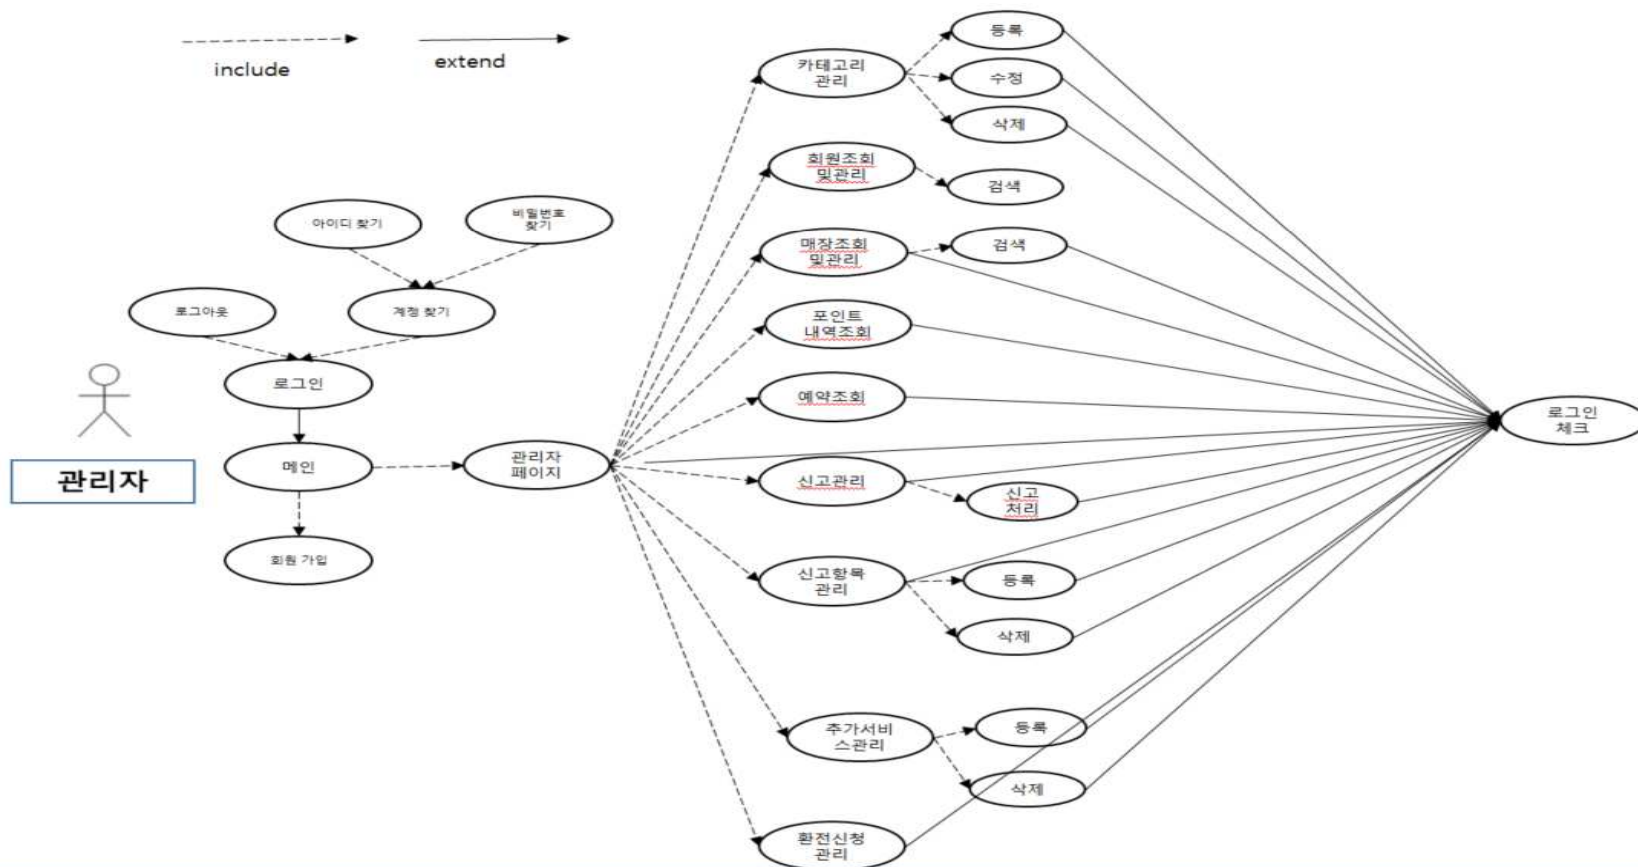 include
extend
아이디 찾기
비밀번호
찾기
로그아웃
계정 찾기
로그인
메인
회원 가입
관리자
관리자
페이지
카테고리
관리
등록
수정
삭제
회원조회
및관리
검색
매장조회
및관리
검색
포인트
내역조회
예약조회
신고관리
신고
처리
신고항목
관리
등록
삭제
추가서비
스관리
등록
삭제
환전신청
관리
로그인
체크